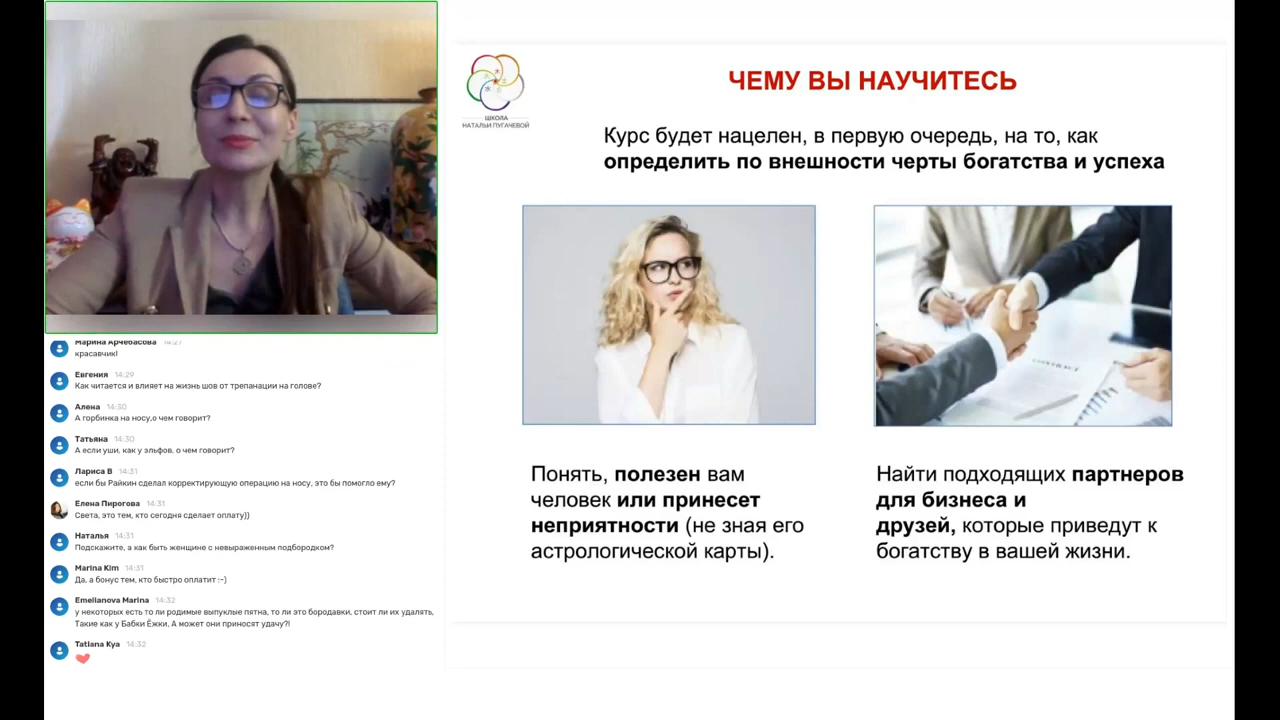 Марина Арчебасова 14:27
красавчик!
Евгения 14:29
Как читается и влияет на жизнь шов от трепанации на голове?
Алена 14:30
А горбинка на носу,о чем говорит?
Татьяна 14:30
А если уши, как у эльфов, о чем говорит?
Лариса В 14:31
если бы Райкин сделал корректирующую операцию на носу, это бы помогло ему?
Елена Пирогова 14:31
Света, это тем, кто сегодня сделает оплату))
Наталья 14:31
Подскажите, а как быть женщине с невыраженным подбородком?
Marina Kim 14:31
Да, а бонус тем, кто быстро оплатит :-)
Emelianova Marina 14:32
у некоторых есть то ли родимые выпуклые пятна, то ли это бородавки, стоит ли их удалять,
Такие как у Бабки Ёжки, А может они приносят удачу?!
Tatiana Kya 14:32
ШКОЛА
НАТАЛЬИ ПУГАЧЕВОЙ
ЧЕМУ ВЫ НАУЧИТЕСЬ
Курс будет нацелен, в первую очередь, на то, как
определить по внешности черты богатства и успеха
CONTRACT
Понять, полезен вам
человек или принесет
неприятности (не зная его
астрологической карты).
Найти подходящих партнеров
для бизнеса и
друзей, которые приведут к
богатству в вашей жизни.